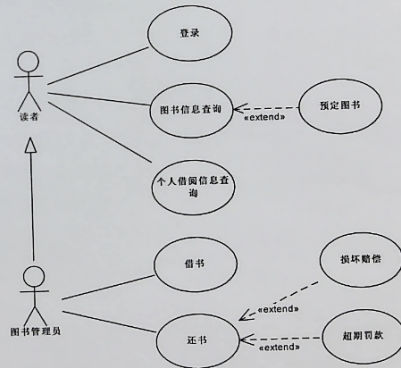 登录
读者
图书信息查询
«extend»
预定图书
个人借阅信息查
询
借书
图书管理员
还书
«extend»
损坏赔偿
«extend»
超期罚款